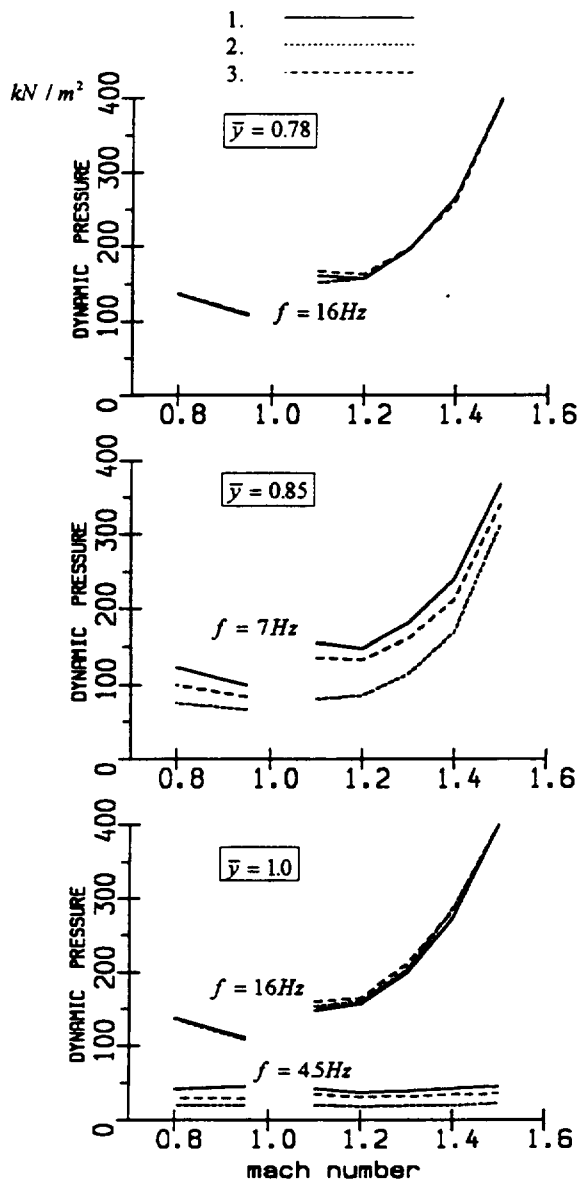 1.
2.
3.
kN / m²
400
300
200
100
0
DYNAMIC PRESSURE
ȳ = 0.78
f = 16Hz
0.8 1.0 1.2 1.4 1.6
400
300
200
100
0
DYNAMIC PRESSURE
ȳ = 0.85
f = 7Hz
0.8 1.0 1.2 1.4 1.6
400
300
200
100
0
DYNAMIC PRESSURE
ȳ = 1.0
f = 16Hz
f = 4.5Hz
0.8 1.0 1.2 1.4 1.6
mach number